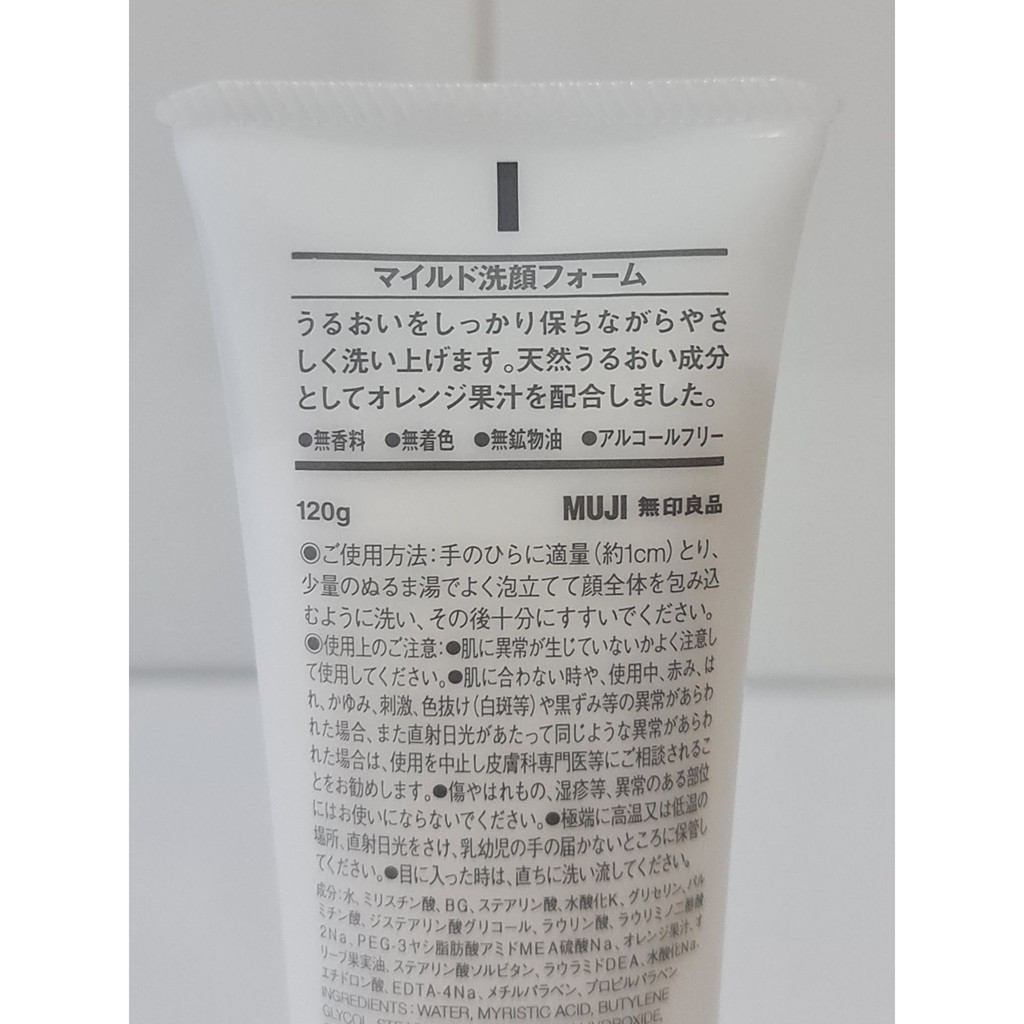 マイルド洗顔フォーム
うるおいをしっかり保ちながらやさ
しく洗い上げます。天然うるおい成分
としてオレンジ果汁を配合しました。
●無香料 ●無着色 ●無鉱物油 ●アルコールフリー
120g MUJI 無印良品
◉ご使用方法:手のひらに適量(約1cm)とり、
少量のぬるま湯でよく泡立てて顔全体を包み込
むように洗い、その後十分にすすいでください。
◉使用上のご注意:●肌に異常が生じていないかよく注意し
て使用してください。●肌に合わない時や、使用中、赤み、は
れ、かゆみ、刺激、色抜け(白斑等)や黒ずみ等の異常があらわ
れた場合、また直射日光があたって同じような異常があらわ
れた場合は、使用を中止し皮膚科専門医等にご相談されるこ
とをお勧めします。●傷やはれもの、湿疹等、異常のある部位
にはお使いにならないでください。●極端に高温又は低温の
場所、直射日光をさけ、乳幼児の手の届かないところに保管し
てください。●目に入った時は、直ちに洗い流してください。
成分:水、ミリスチン酸、BG、ステアリン酸、水酸化K、グリセリン、パル
ミチン酸、ジステアリン酸グリコール、ラウリン酸、ラウリミノ二酢酸
2Na、PEG-3ヤシ脂肪酸アミドMEA硫酸Na、オレンジ果汁、オ
リーブ果実油、ステアリン酸ソルビタン、ラウラミドDEA、水酸化Na、
エチドロン酸、EDTA-4Na、メチルパラベン、プロピルパラベン
INGREDIENTS:WATER, MYRISTIC ACID, BUTYLENE
GLYCOL,